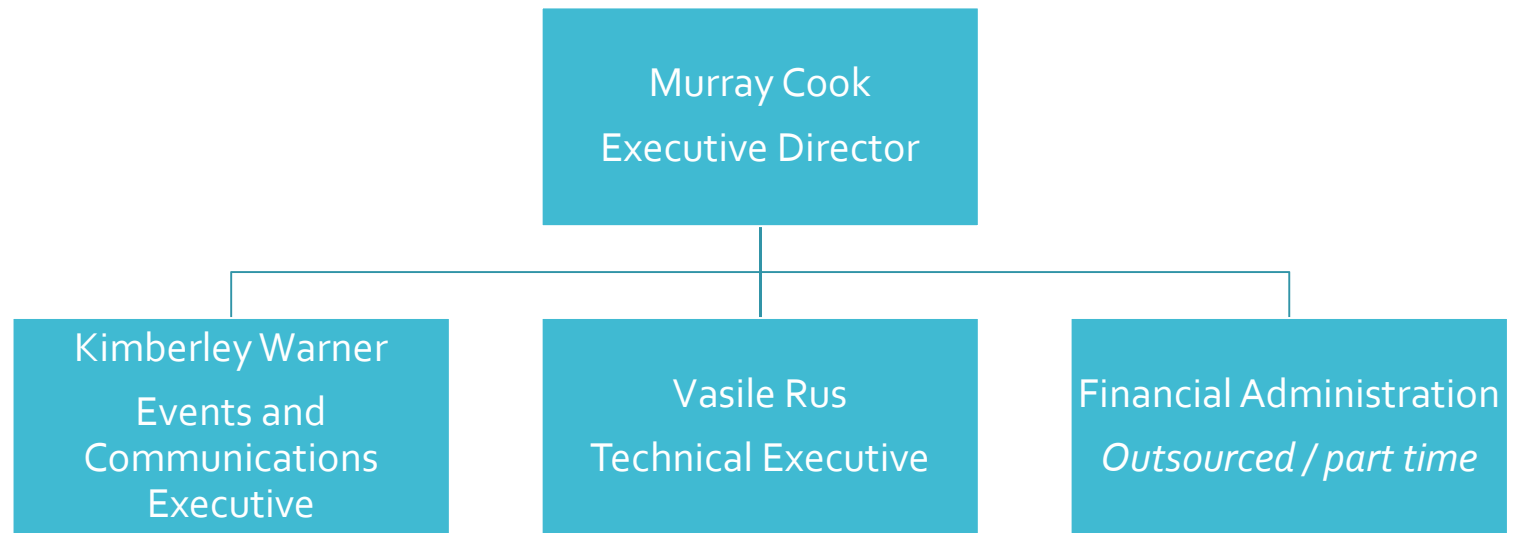 Murray Cook
Executive Director
Kimberley Warner
Events and
Communications
Executive
Vasile Rus
Technical Executive
Financial Administration
Outsourced / part time